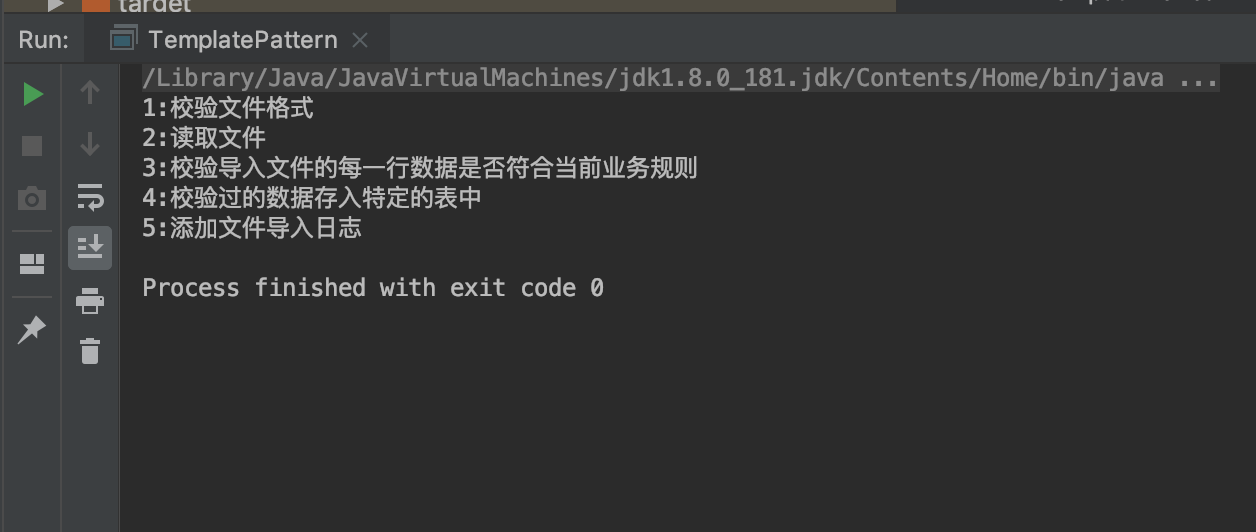 target
Run:
TemplatePattern
/Library/Java/JavaVirtualMachines/jdk1.8.0_181.jdk/Contents/Home/bin/java ...
1:校验文件格式
2:读取文件
3:校验导入文件的每一行数据是否符合当前业务规则
4:校验过的数据存入特定的表中
5:添加文件导入日志
Process finished with exit code 0